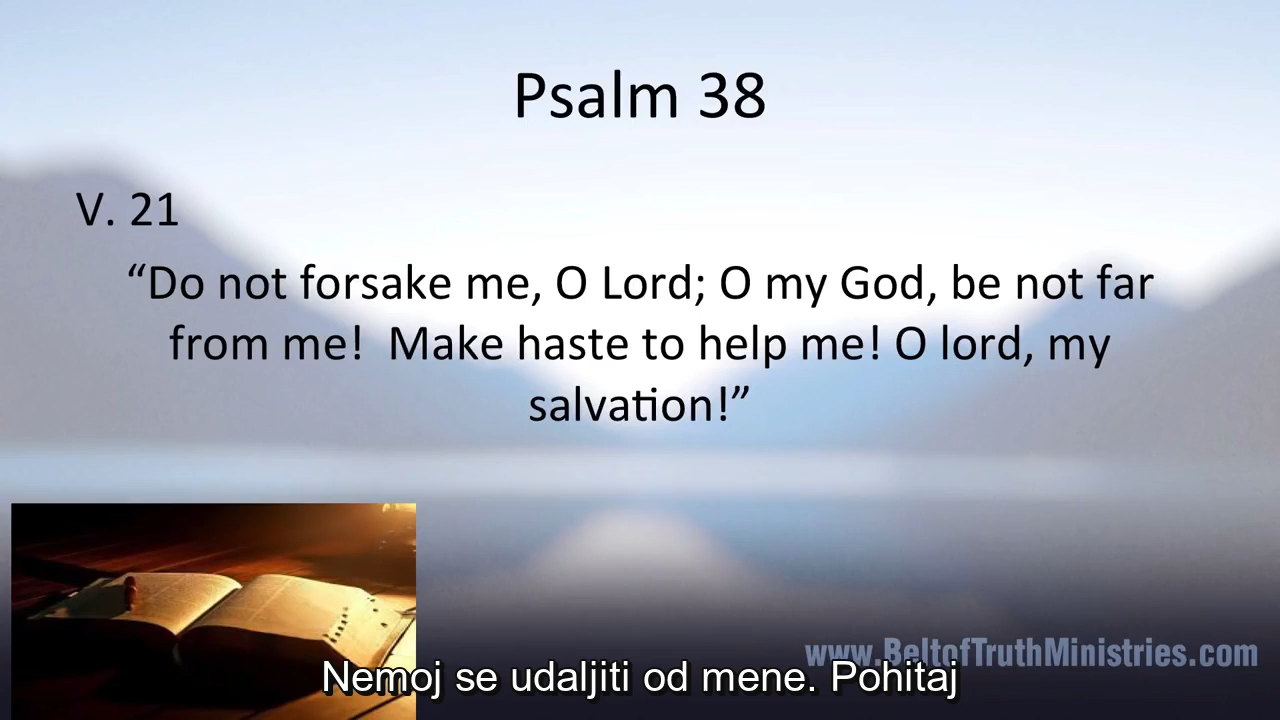 Psalm 38
V. 21
“Do not forsake me, O Lord; O my God, be not far
from me!  Make haste to help me! O lord, my
salvation!”
www.BeltofTruthMinistries.com
Nemoj se udaljiti od mene. Pohitaj